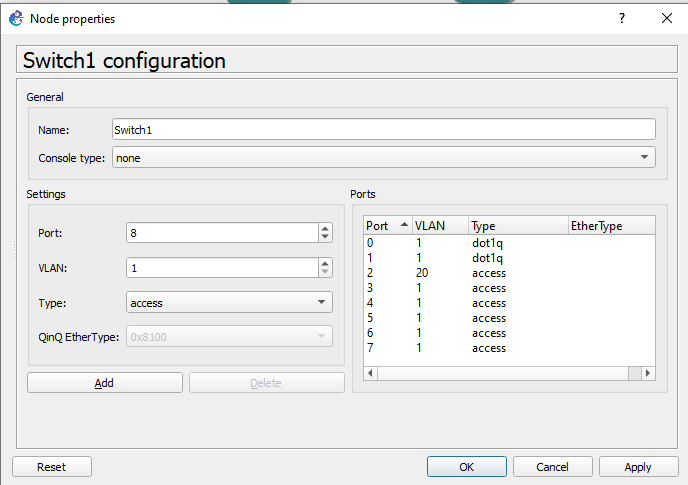 Node properties
?
Switch1 configuration
General
Name: Switch1
Console type: none
Settings
Port: 8
VLAN: 1
Type: access
QinQ EtherType: 0x8100
Add Delete
Ports
Port VLAN Type EtherType
0 1 dot1q
1 1 dot1q
2 20 access
3 1 access
4 1 access
5 1 access
6 1 access
7 1 access
Reset OK Cancel Apply